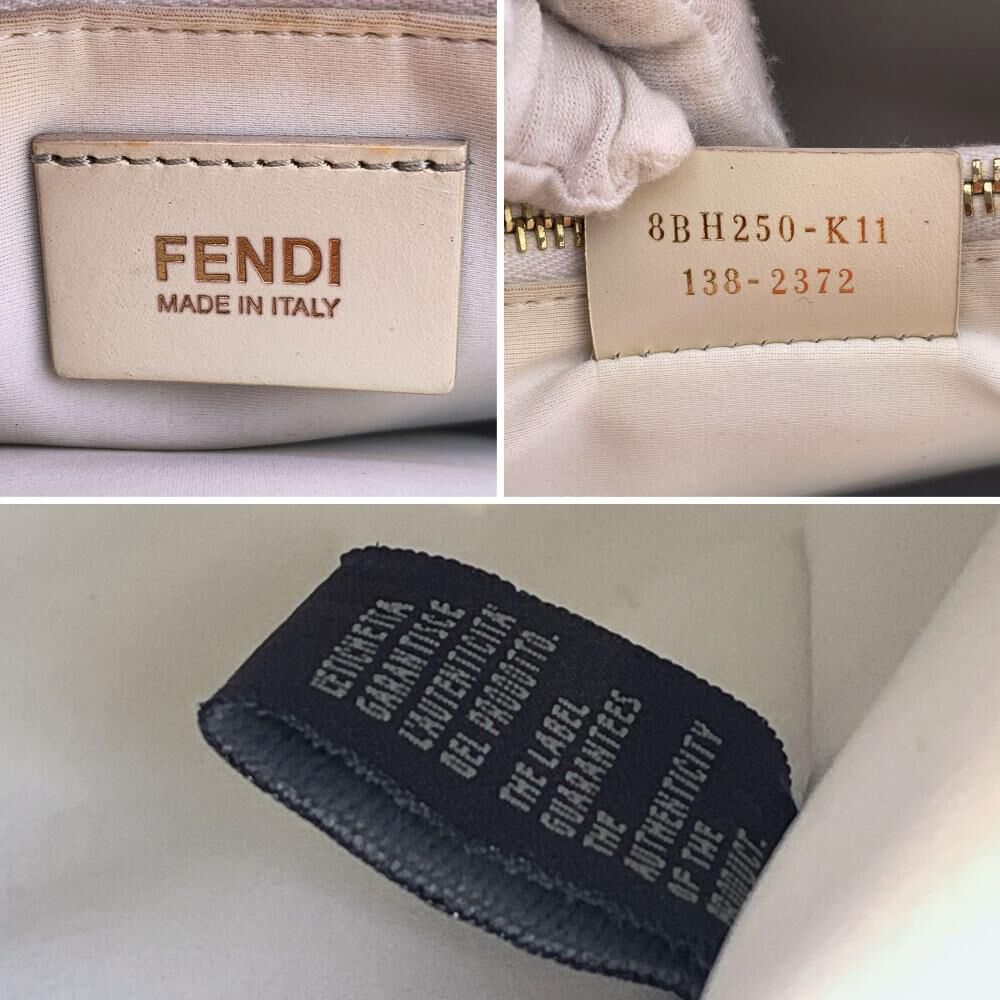 FENDI
MADE IN ITALY
8BH250-K11
138-2372
L'ETICHETTA
GARANTISCE
L'AUTENTICITÀ
DEL PRODOTTO.
THE LABEL
GUARANTEES
THE
AUTHENTICITY
OF THE
PRODUCT.